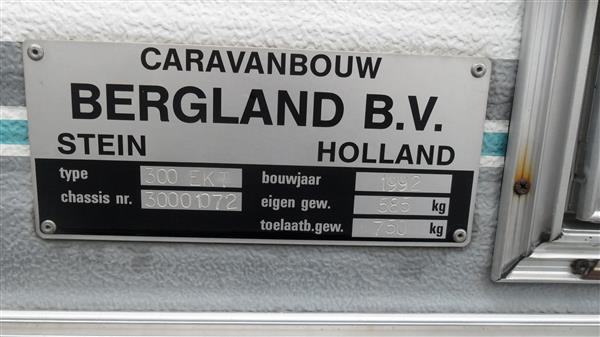 CARAVANBOUW
BERGLAND B.V.
STEIN HOLLAND
type 300 EKT bouwjaar 1992
chassis nr. 30001072 eigen gew. 585 kg
toelaatb.gew. 750 kg